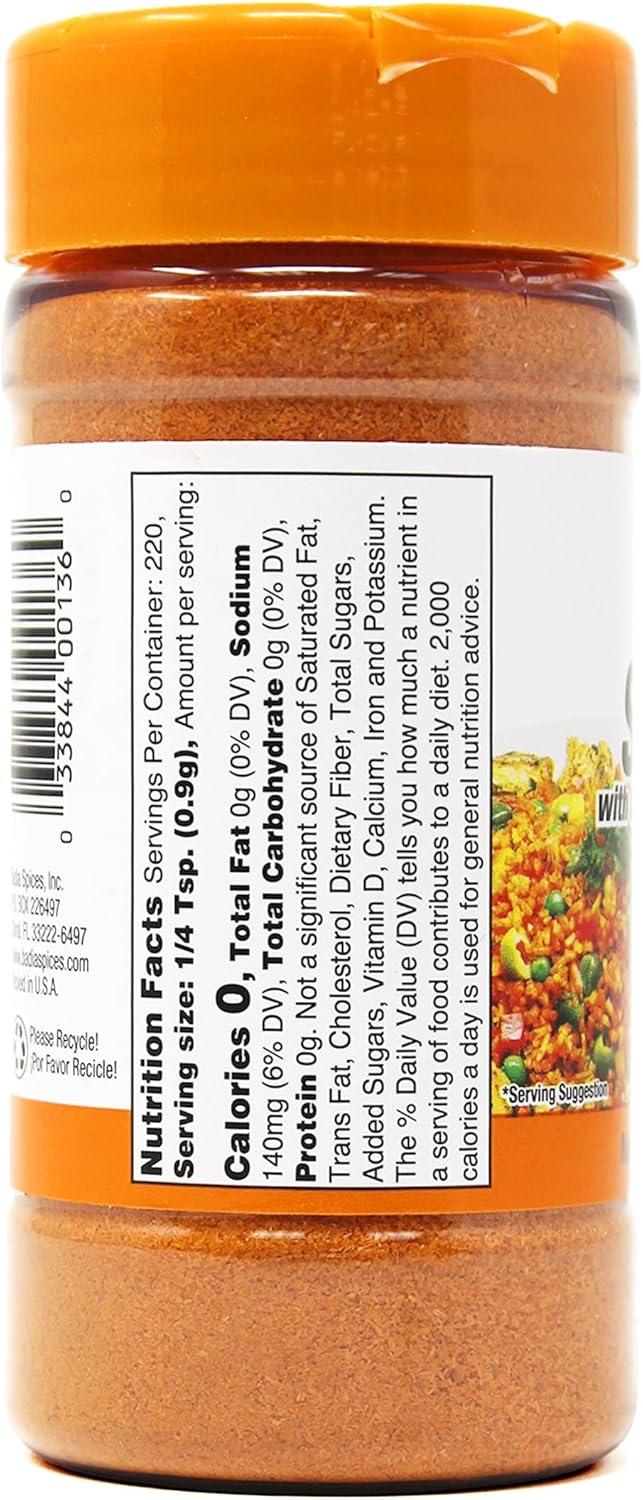 0 33844 00136 0
Spices, Inc.
226497
FL 33222-6497
.badiaspices.com
in U.S.A.
Please Recycle!
¡Por Favor Recicle!
Nutrition Facts Servings Per Container: 220,
Serving size: 1/4 Tsp. (0.9g), Amount per serving:
Calories 0, Total Fat 0g (0% DV), Sodium
140mg (6% DV), Total Carbohydrate 0g (0% DV),
Protein 0g. Not a significant source of Saturated Fat,
Trans Fat, Cholesterol, Dietary Fiber, Total Sugars,
Added Sugars, Vitamin D, Calcium, Iron and Potassium.
The % Daily Value (DV) tells you how much a nutrient in
a serving of food contributes to a daily diet. 2,000
calories a day is used for general nutrition advice.
with
*Serving Suggestion